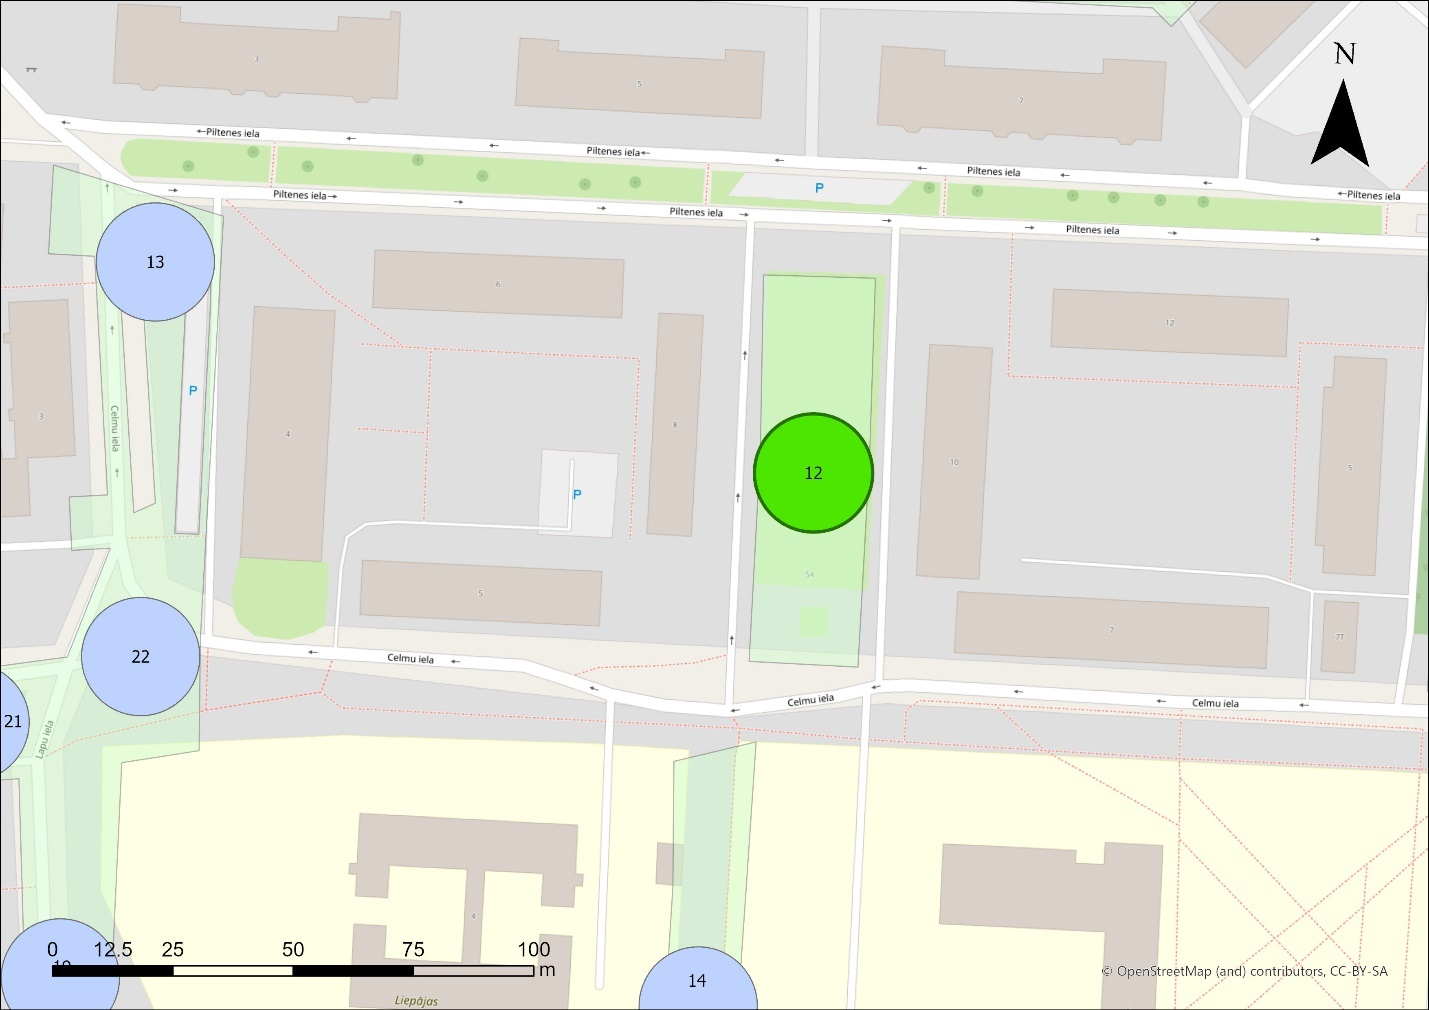 3
5
7
N
←Piltenes iela
Piltenes iela←
Piltenes iela
←Piltenes iela
Piltenes iela→
P
Piltenes iela
Piltenes iela
13
6
12
P
3
Celmu iela
4
8
10
5
12
P
5A
5
7
7T
22
Celmu iela
Celmu iela
Celmu iela
21
Lapu iela
4
0 12.5 25 50 75 100
m
14
© OpenStreetMap (and) contributors, CC-BY-SA
Liepājas